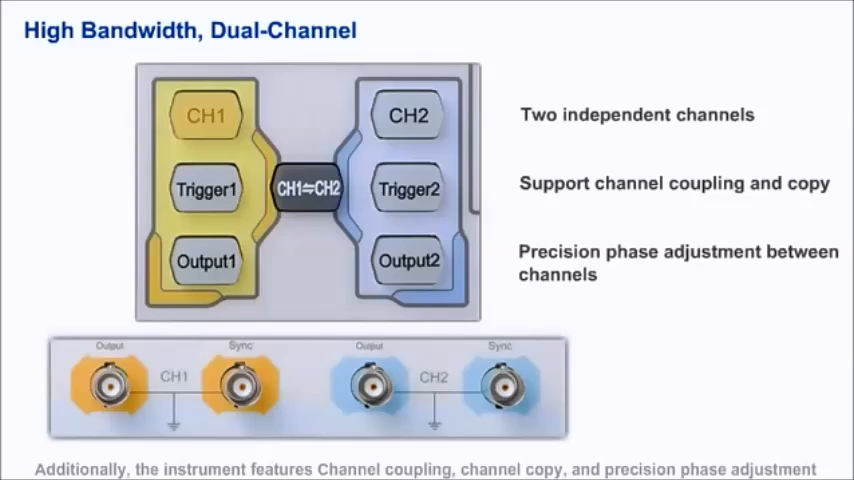 High Bandwidth, Dual-Channel
CH1
CH2
Two independent channels
Trigger1
CH1⇋CH2
Trigger2
Support channel coupling and copy
Output1
Output2
Precision phase adjustment between
channels
Output
Sync
Output
Sync
CH1
CH2
Additionally, the instrument features Channel coupling, channel copy, and precision phase adjustment